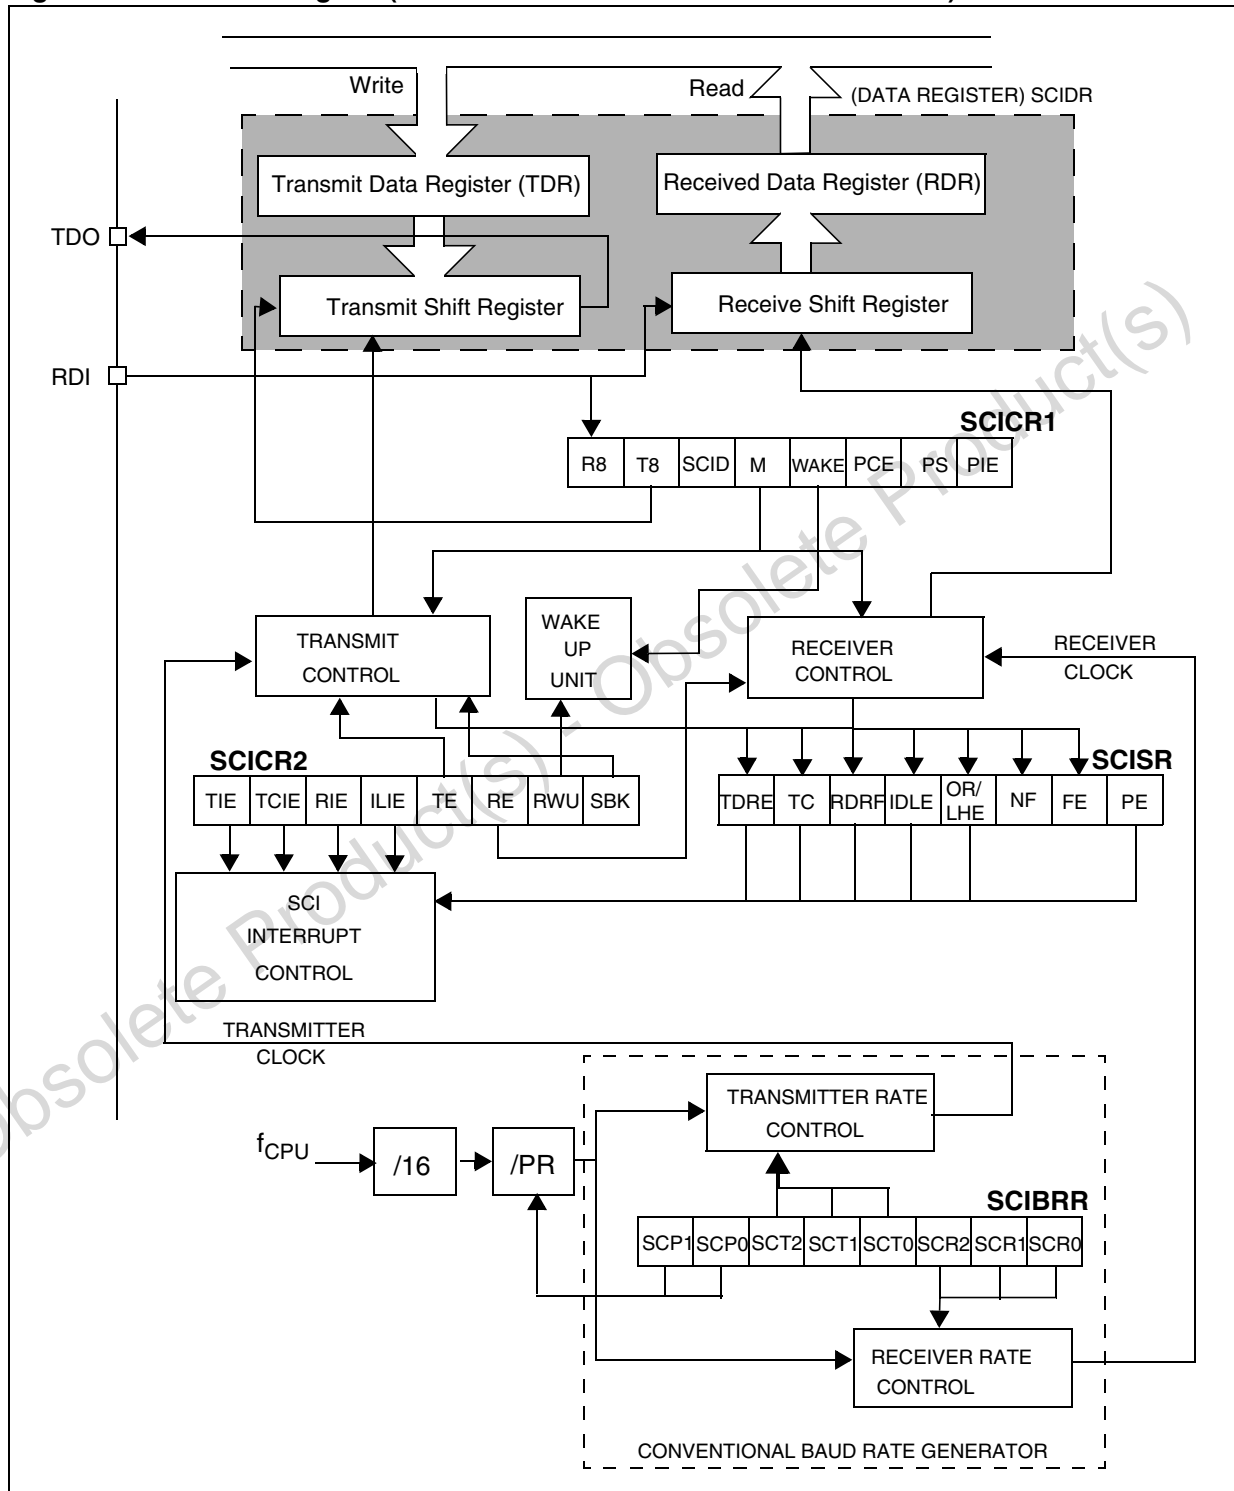 Write
Read
(DATA REGISTER) SCIDR
Transmit Data Register (TDR)
Received Data Register (RDR)
TDO
Transmit Shift Register
Receive Shift Register
RDI
SCICR1
R8 T8 SCID M WAKE PCE PS PIE
TRANSMIT
CONTROL
WAKE
UP
UNIT
RECEIVER
CONTROL
RECEIVER
CLOCK
SCICR2
TIE TCIE RIE ILIE TE RE RWU SBK
SCISR
TDRE TC RDRF IDLE OR/
LHE NF FE PE
SCI
INTERRUPT
CONTROL
TRANSMITTER
CLOCK
TRANSMITTER RATE
CONTROL
fCPU
/16
/PR
SCIBRR
SCP1 SCP0 SCT2 SCT1 SCT0 SCR2 SCR1 SCR0
RECEIVER RATE
CONTROL
CONVENTIONAL BAUD RATE GENERATOR
Obsolete Product(s) - Obsolete Product(s)